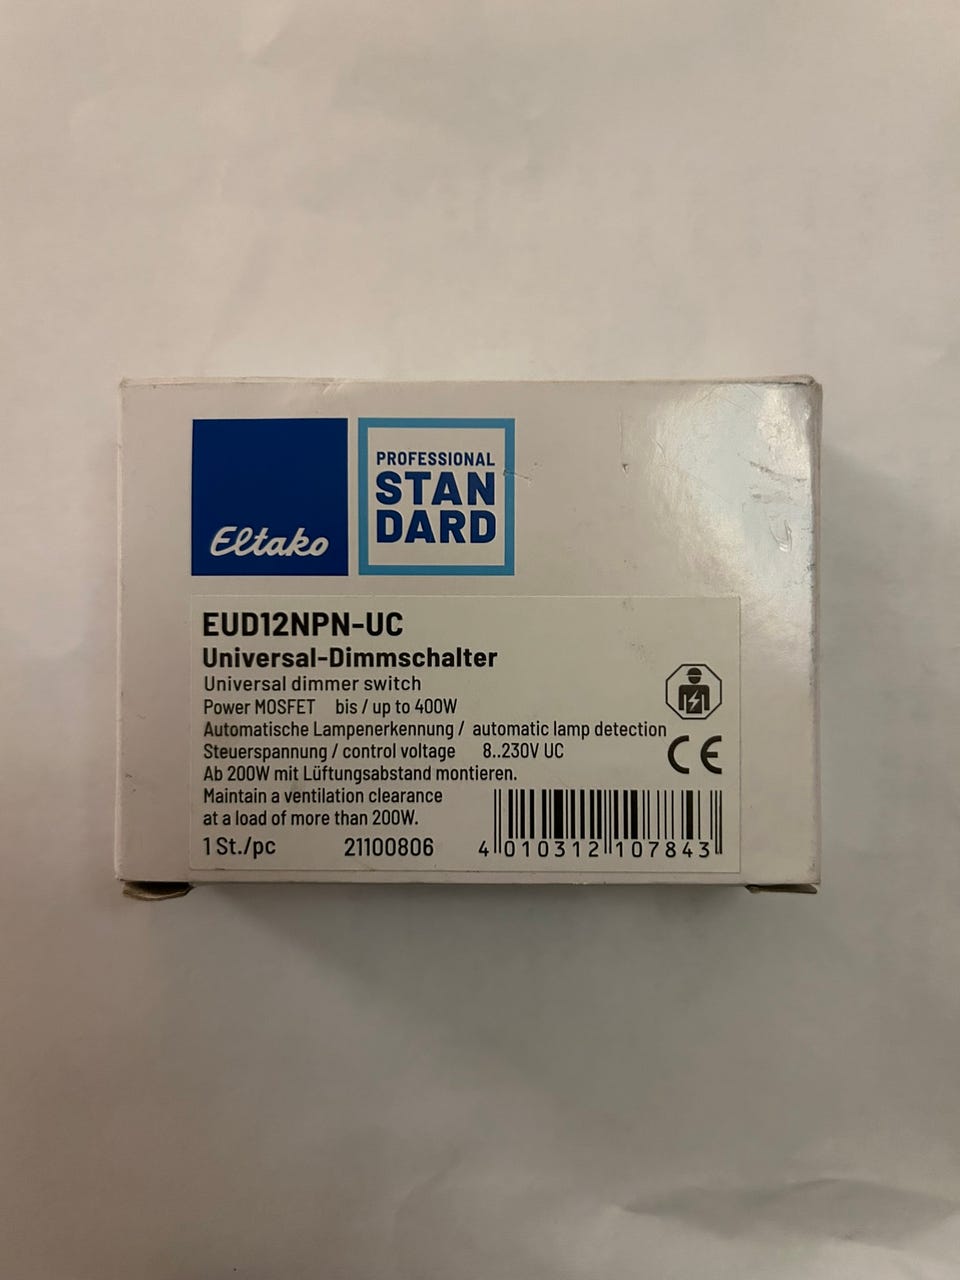 Eltako
PROFESSIONAL
STAN
DARD
EUD12NPN-UC
Universal-Dimmschalter
Universal dimmer switch
Power MOSFET bis / up to 400W
Automatische Lampenerkennung / automatic lamp detection
Steuerspannung / control voltage 8..230V UC
Ab 200W mit Lüftungsabstand montieren.
Maintain a ventilation clearance
at a load of more than 200W.
1 St./pc 21100806 4 010312 107843
CE